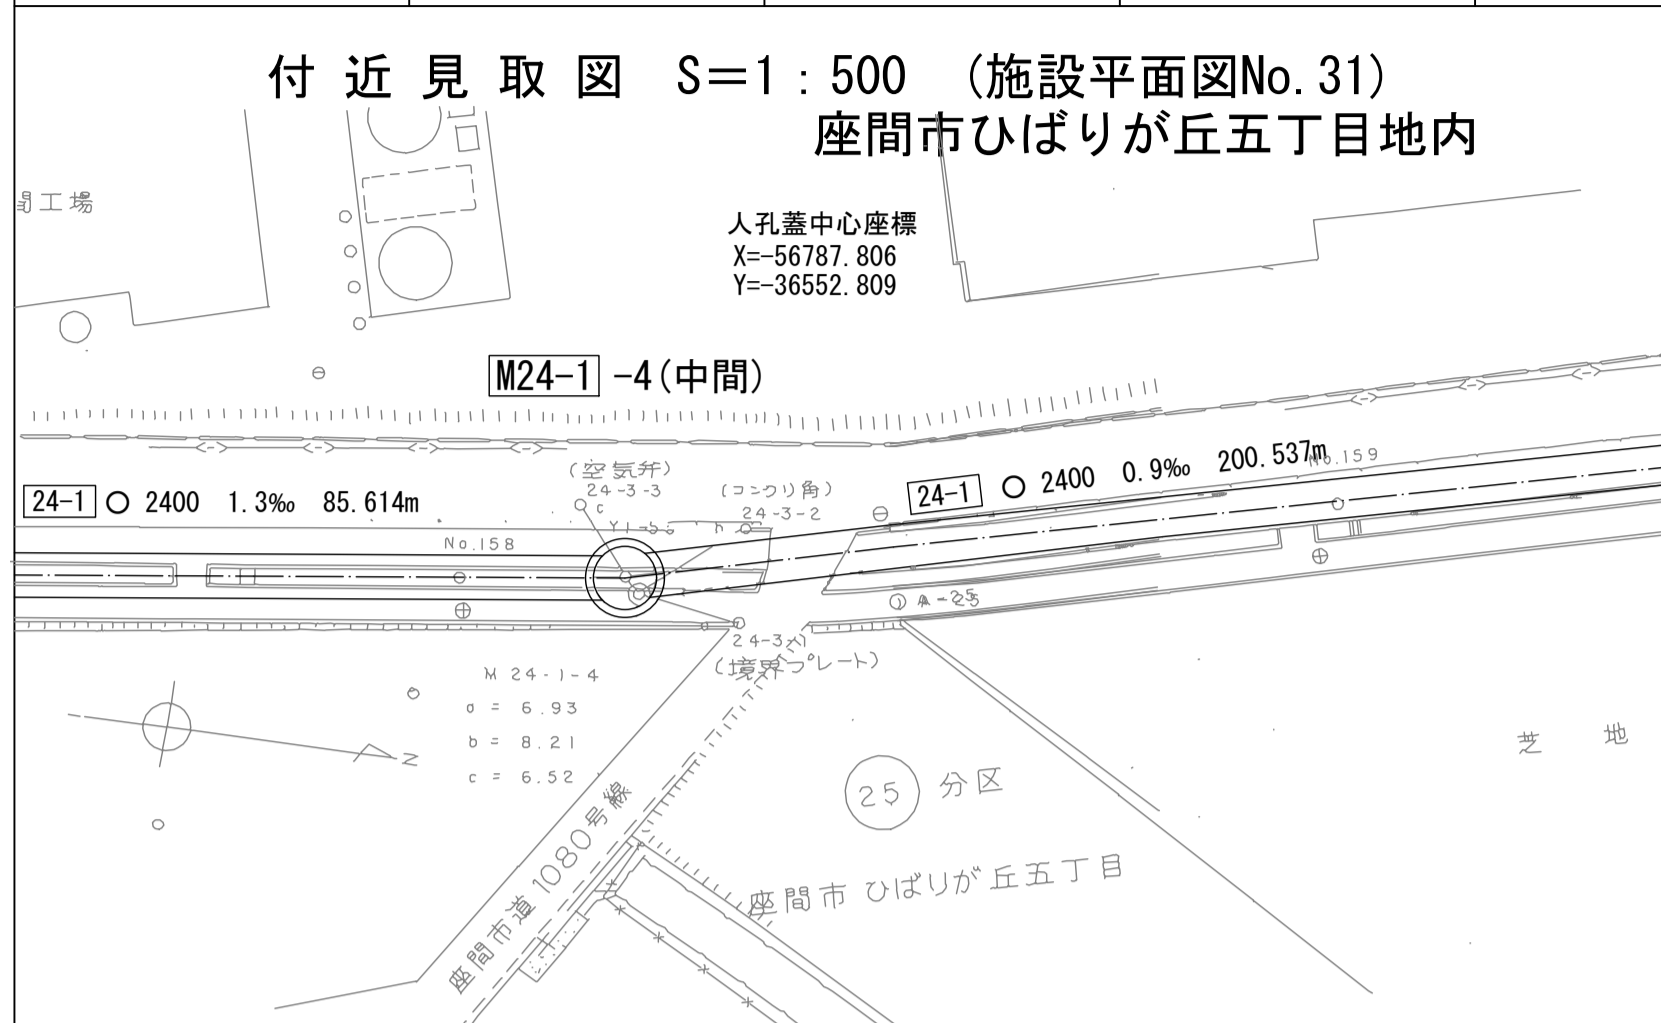 付近見取図 S=1:500 (施設平面図No.31)
座間市ひばりが丘五丁目地内
工場
人孔蓋中心座標
X=-56787.806
Y=-36552.809
M24-1 -4(中間)
(空気弁)
24-3-3
c
(コンクリ角)
24-3-2
24-1 ○ 2400 1.3‰ 85.614m
24-1 ○ 2400 0.9‰ 200.537m
No.159
No.158
24-3-1
(境界プレート)
M 24-1-4
a = 6.93
b = 8.21
c = 6.52
N
25 分区
芝地
座間市道1080号線
座間市 ひばりが丘五丁目